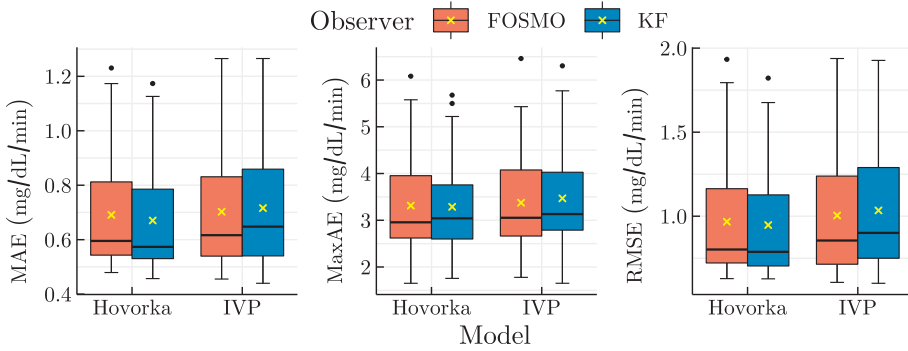 Observer FOSMO KF
MAE (mg/dL/min)
1.2
1.0
0.8
0.6
0.4
Hovorka IVP
MaxAE (mg/dL/min)
6
5
4
3
2
Hovorka IVP
RMSE (mg/dL/min)
2.0
1.5
1.0
Hovorka IVP
Model